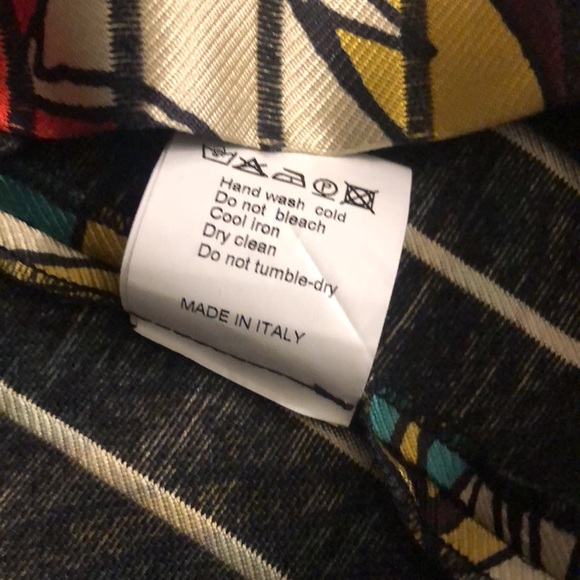 P
Hand wash cold
Do not bleach
Cool iron
Dry clean
Do not tumble-dry
MADE IN ITALY